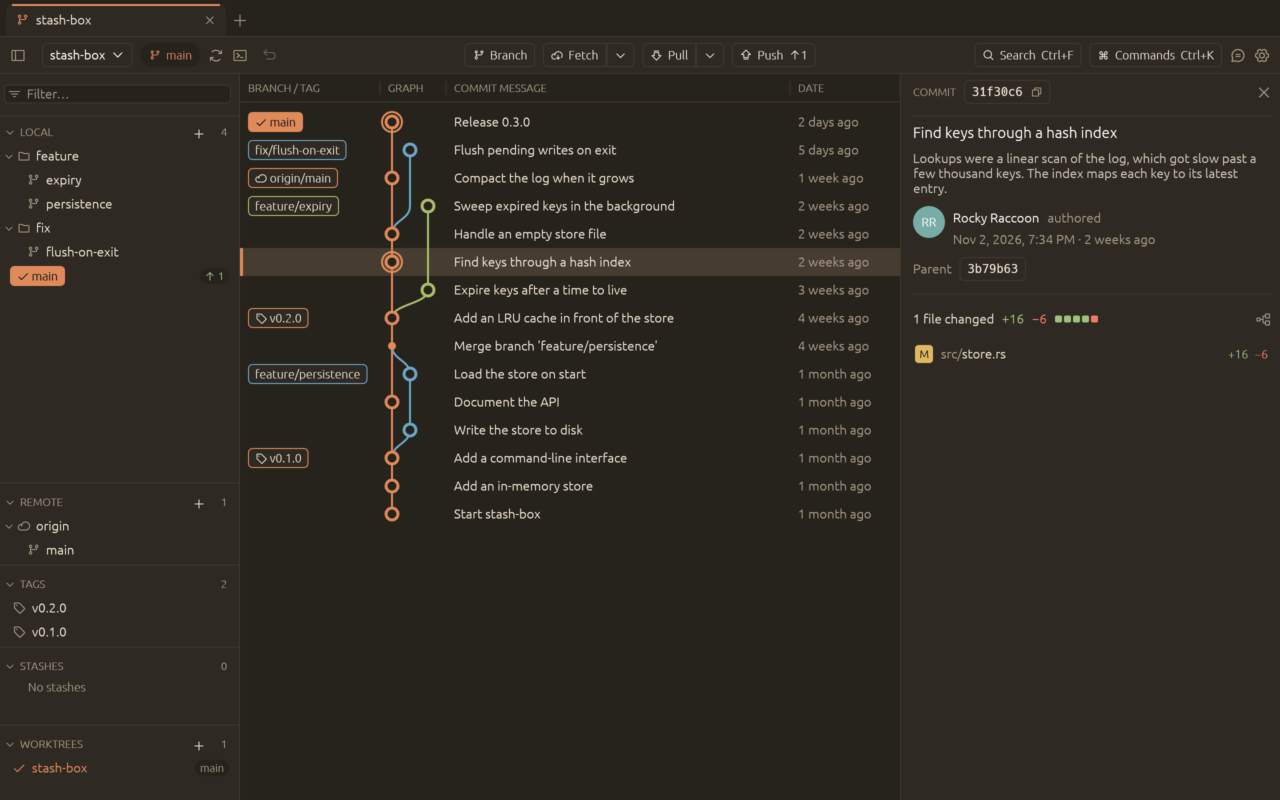 stash-box
stash-box main Branch Fetch Pull Push ↑1 Search Ctrl+F ⌘ Commands Ctrl+K
Filter...
LOCAL + 4
feature
expiry
persistence
fix
flush-on-exit
✓ main ↑1
REMOTE + 1
origin
main
TAGS 2
v0.2.0
v0.1.0
STASHES 0
No stashes
WORKTREES + 1
✓ stash-box main
BRANCH / TAG GRAPH COMMIT MESSAGE DATE
✓ main Release 0.3.0 2 days ago
fix/flush-on-exit Flush pending writes on exit 5 days ago
origin/main Compact the log when it grows 1 week ago
feature/expiry Sweep expired keys in the background 2 weeks ago
Handle an empty store file 2 weeks ago
Find keys through a hash index 2 weeks ago
Expire keys after a time to live 3 weeks ago
v0.2.0 Add an LRU cache in front of the store 4 weeks ago
Merge branch 'feature/persistence' 4 weeks ago
feature/persistence Load the store on start 1 month ago
Document the API 1 month ago
Write the store to disk 1 month ago
v0.1.0 Add a command-line interface 1 month ago
Add an in-memory store 1 month ago
Start stash-box 1 month ago
COMMIT 31f30c6
Find keys through a hash index
Lookups were a linear scan of the log, which got slow past a
few thousand keys. The index maps each key to its latest
entry.
RR Rocky Raccoon authored
Nov 2, 2026, 7:34 PM · 2 weeks ago
Parent 3b79b63
1 file changed +16 −6
M src/store.rs +16 −6